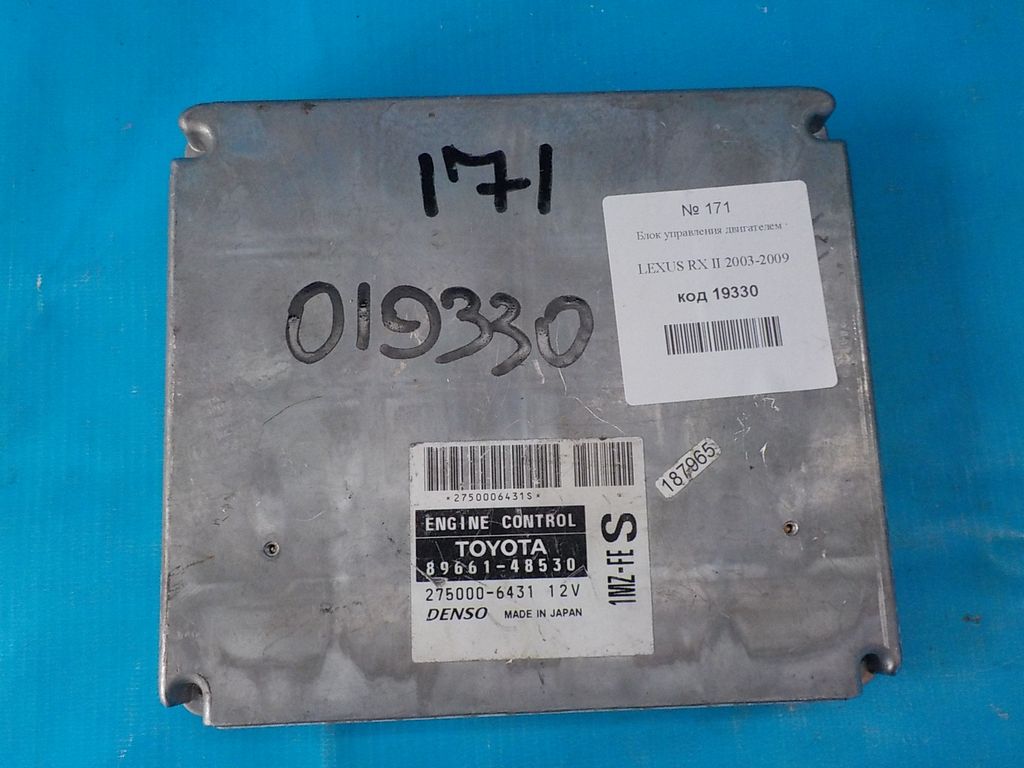 171
019330
№ 171
Блок управления двигателем
LEXUS RX II 2003-2009
код 19330
187965
*2750006431S*
ENGINE CONTROL
TOYOTA
89661-48530
275000-6431 12V
DENSO MADE IN JAPAN
1MZ-FE S